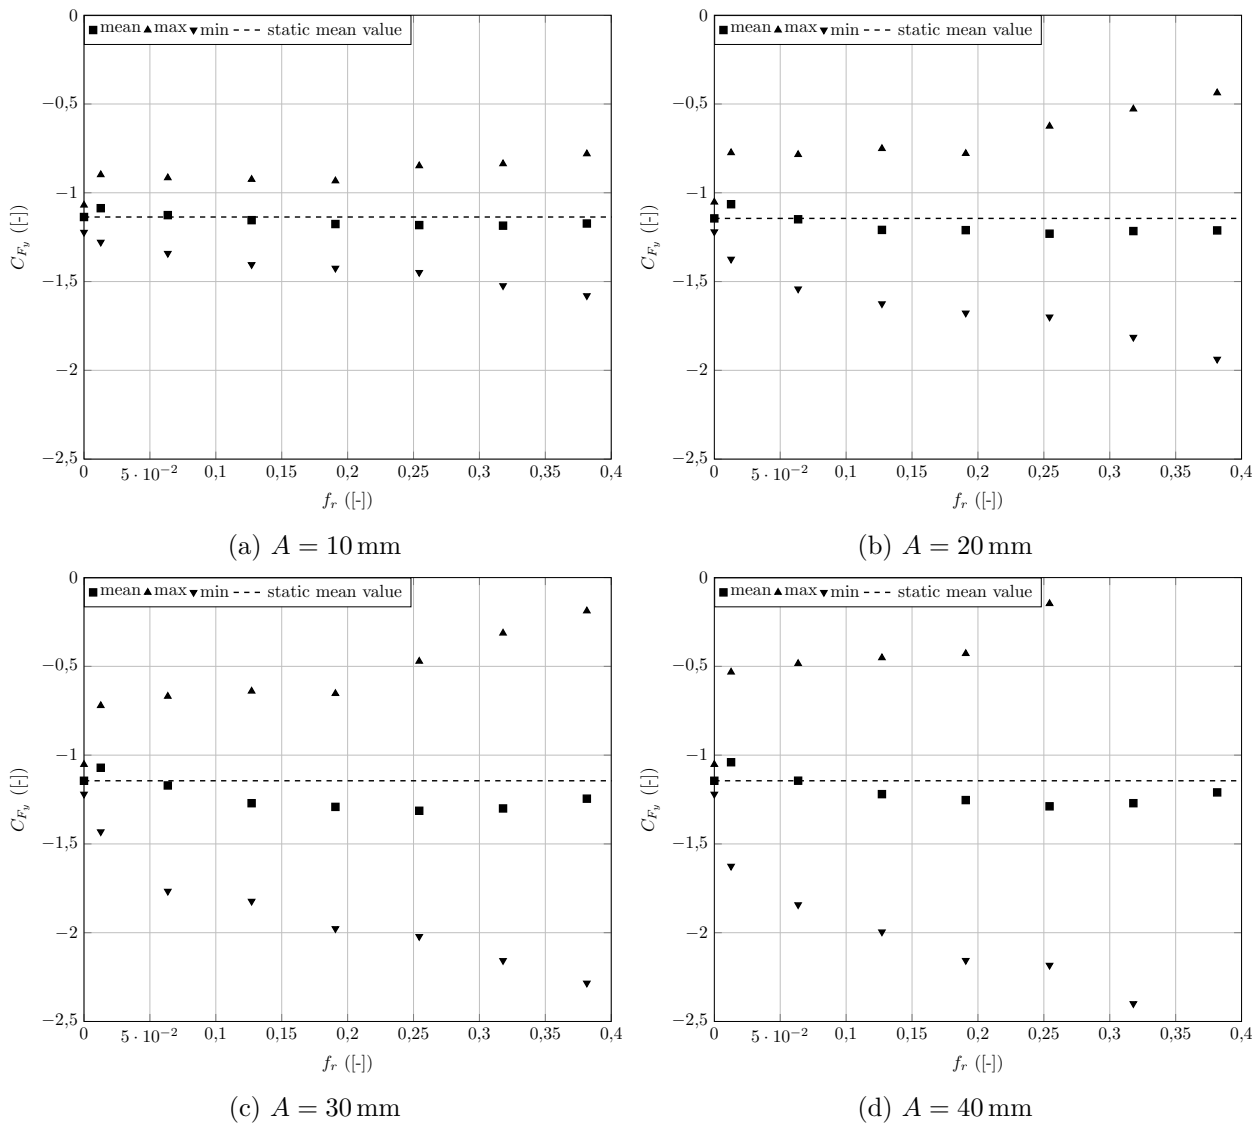 0
−0,5
−1
−1,5
−2
−2,5
mean max min static mean value
C_{F_y} ([-])
0 5 · 10⁻² 0,1 0,15 0,2 0,25 0,3 0,35 0,4
f_r ([-])
(a) A = 10 mm
0
−0,5
−1
−1,5
−2
−2,5
mean max min static mean value
C_{F_y} ([-])
0 5 · 10⁻² 0,1 0,15 0,2 0,25 0,3 0,35 0,4
f_r ([-])
(b) A = 20 mm
0
−0,5
−1
−1,5
−2
−2,5
mean max min static mean value
C_{F_y} ([-])
0 5 · 10⁻² 0,1 0,15 0,2 0,25 0,3 0,35 0,4
f_r ([-])
(c) A = 30 mm
0
−0,5
−1
−1,5
−2
−2,5
mean max min static mean value
C_{F_y} ([-])
0 5 · 10⁻² 0,1 0,15 0,2 0,25 0,3 0,35 0,4
f_r ([-])
(d) A = 40 mm